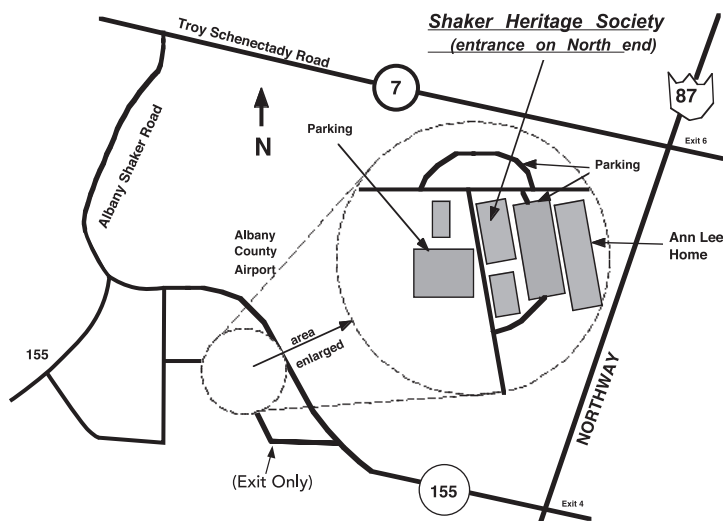 Shaker Heritage Society
(entrance on North end)
Troy Schenectady Road
7
87
Exit 6
N
Parking
Parking
Albany Shaker Road
Albany
County
Airport
Ann Lee
Home
area
enlarged
155
NORTHWAY
(Exit Only)
155
Exit 4